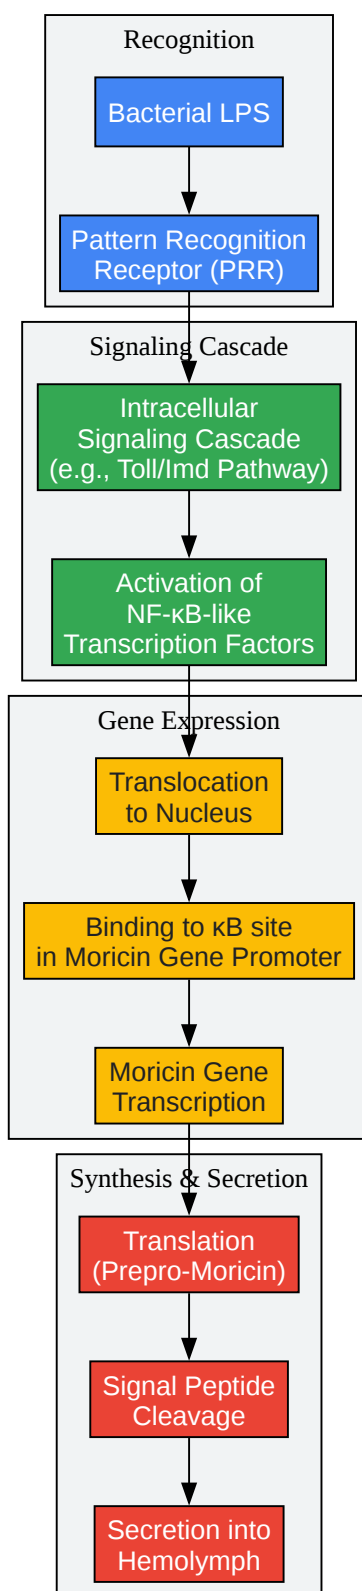 Recognition
Bacterial LPS
Pattern Recognition
Receptor (PRR)
Signaling Cascade
Intracellular
Signaling Cascade
(e.g., Toll/Imd Pathway)
Activation of
NF-κB-like
Transcription Factors
Gene Expression
Translocation
to Nucleus
Binding to κB site
in Moricin Gene Promoter
Moricin Gene
Transcription
Synthesis & Secretion
Translation
(Prepro-Moricin)
Signal Peptide
Cleavage
Secretion into
Hemolymph